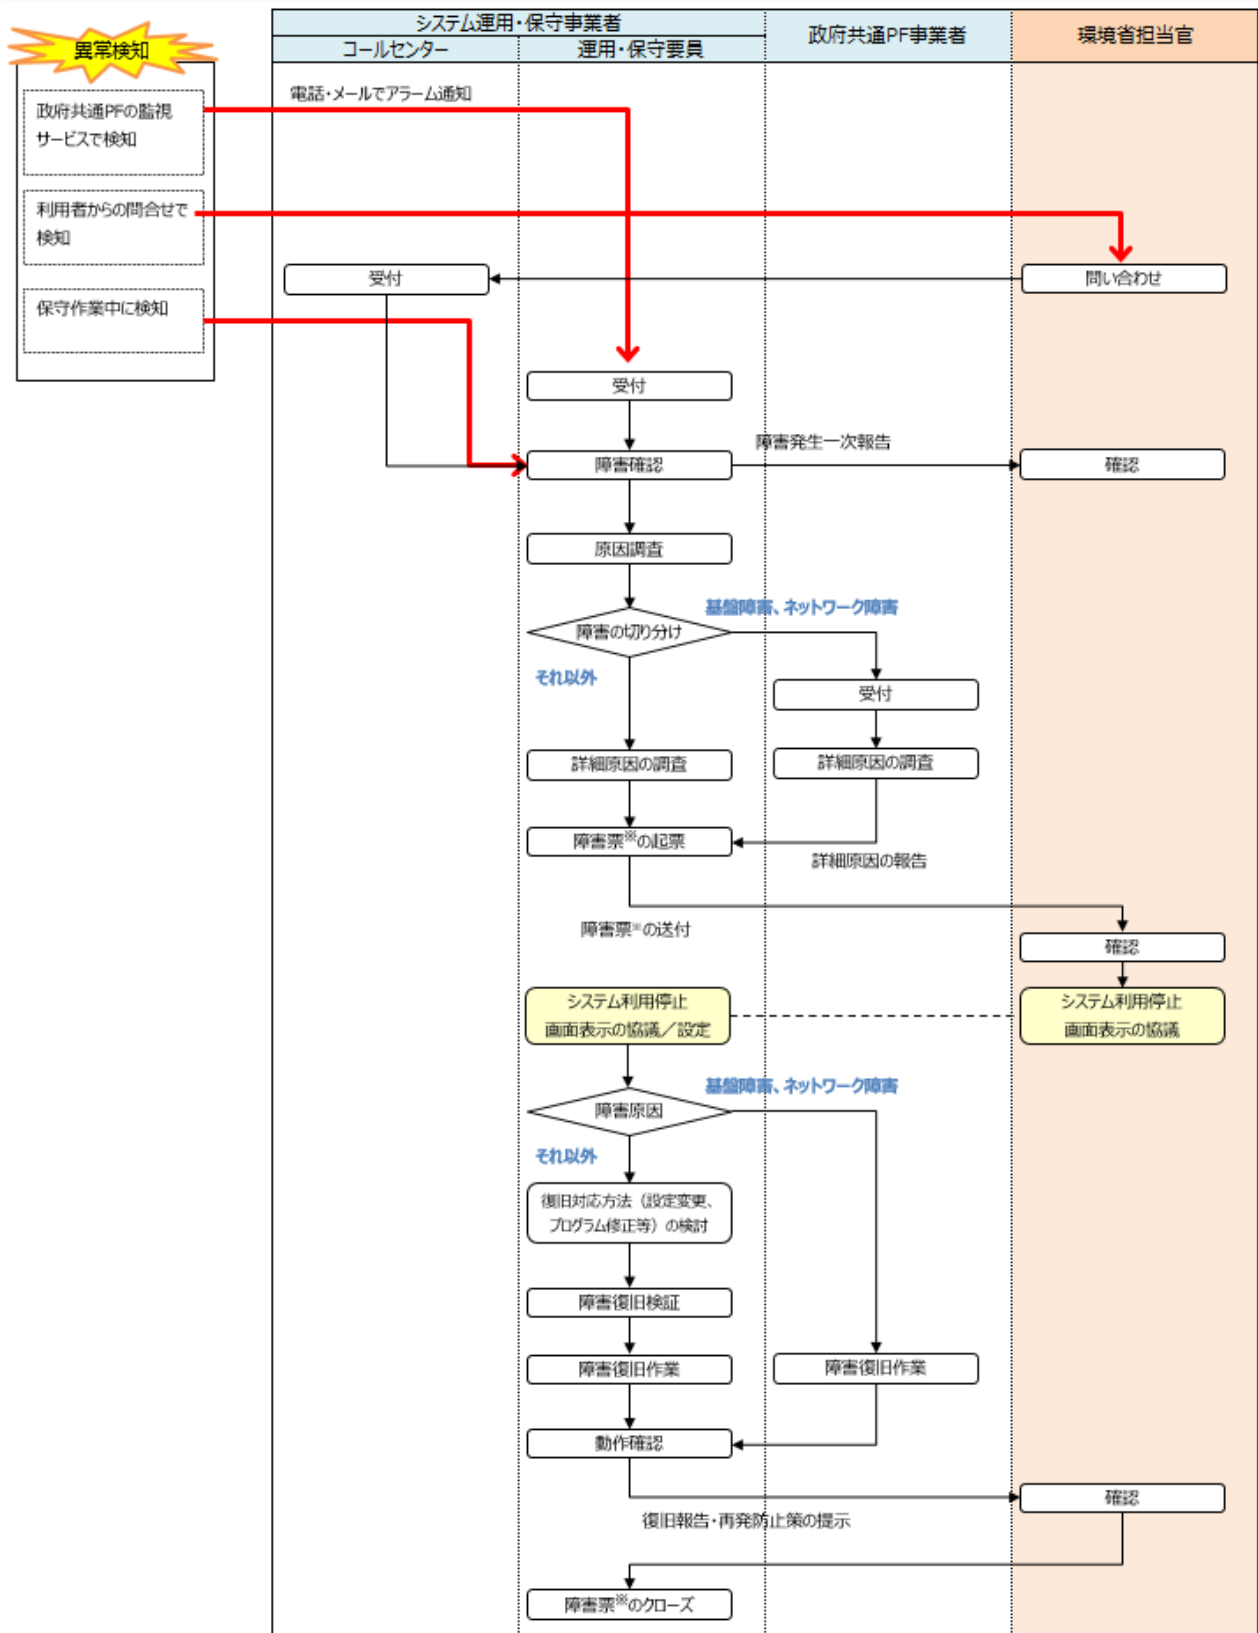 システム運用・保守事業者
政府共通PF事業者
環境省担当官
コールセンター
運用・保守要員
異常検知
政府共通PFの監視
サービスで検知
利用者からの問合せで
検知
保守作業中に検知
電話・メールでアラーム通知
受付
問い合わせ
受付
障害確認
障害発生一次報告
確認
原因調査
障害の切り分け
基盤障害、ネットワーク障害
それ以外
受付
詳細原因の調査
詳細原因の調査
障害票※の起票
詳細原因の報告
障害票※の送付
確認
システム利用停止
画面表示の協議／設定
システム利用停止
画面表示の協議
障害原因
基盤障害、ネットワーク障害
それ以外
復旧対応方法（設定変更、
プログラム修正等）の検討
障害復旧検証
障害復旧作業
障害復旧作業
動作確認
確認
復旧報告・再発防止策の提示
障害票※のクローズ